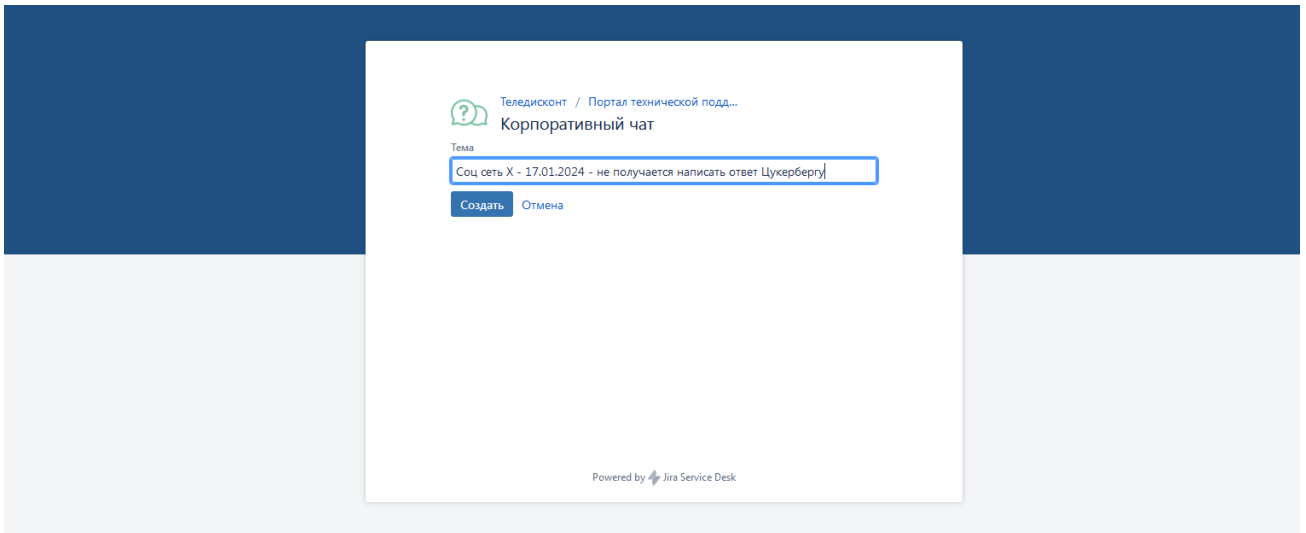 Теледисконт / Портал технической подд...
Корпоративный чат
Тема
Соц сеть X - 17.01.2024 - не получается написать ответ Цукербергу
Создать Отмена
Powered by Jira Service Desk